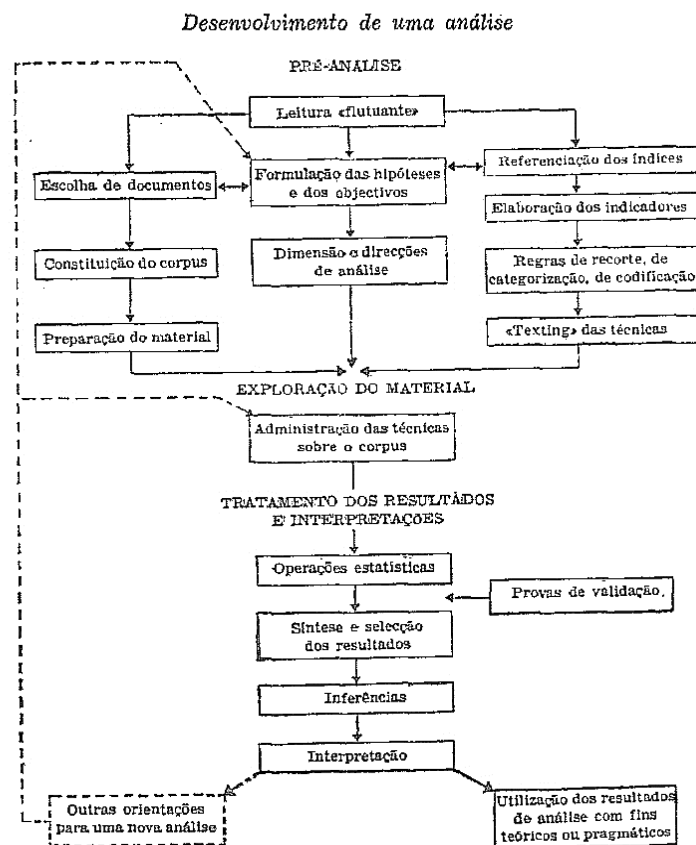 Desenvolvimento de uma análise
PRÉ-ANÁLISE
Leitura «flutuante»
Escolha de documentos
Formulação das hipóteses
e dos objectivos
Referenciação dos índices
Elaboração dos indicadores
Constituição do corpus
Dimensão e direcções
de análise
Regras de recorte, de
categorização, de codificação
Preparação do material
«Texting» das técnicas
EXPLORAÇÃO DO MATERIAL
Administração das técnicas
sobre o corpus
TRATAMENTO DOS RESULTADOS
E INTERPRETAÇÕES
Operações estatísticas
Provas de validação.
Síntese e selecção
dos resultados
Inferências
Interpretação
Outras orientações
para uma nova análise
Utilização dos resultados
de análise com fins
teóricos ou pragmáticos